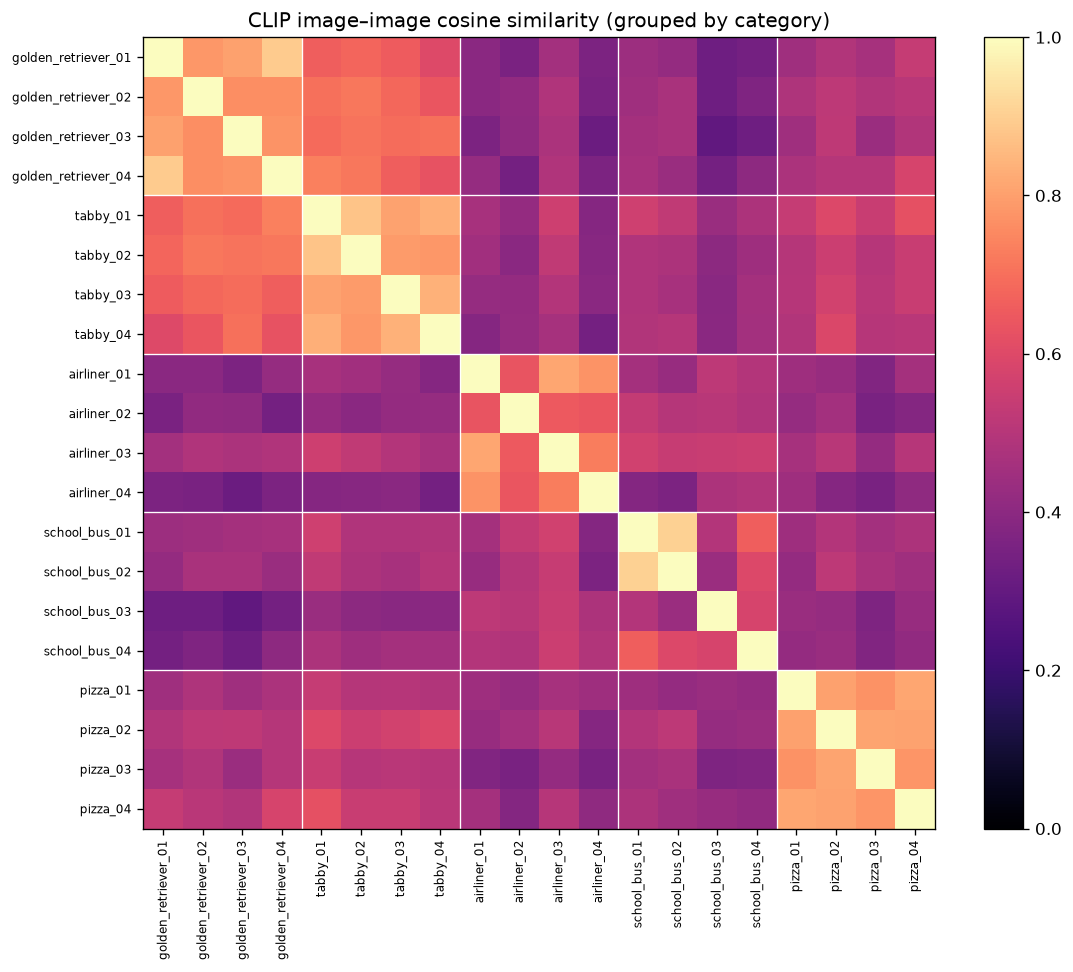 CLIP image–image cosine similarity (grouped by category)
golden_retriever_01
golden_retriever_02
golden_retriever_03
golden_retriever_04
tabby_01
tabby_02
tabby_03
tabby_04
airliner_01
airliner_02
airliner_03
airliner_04
school_bus_01
school_bus_02
school_bus_03
school_bus_04
pizza_01
pizza_02
pizza_03
pizza_04
golden_retriever_01
golden_retriever_02
golden_retriever_03
golden_retriever_04
tabby_01
tabby_02
tabby_03
tabby_04
airliner_01
airliner_02
airliner_03
airliner_04
school_bus_01
school_bus_02
school_bus_03
school_bus_04
pizza_01
pizza_02
pizza_03
pizza_04
1.0
0.8
0.6
0.4
0.2
0.0